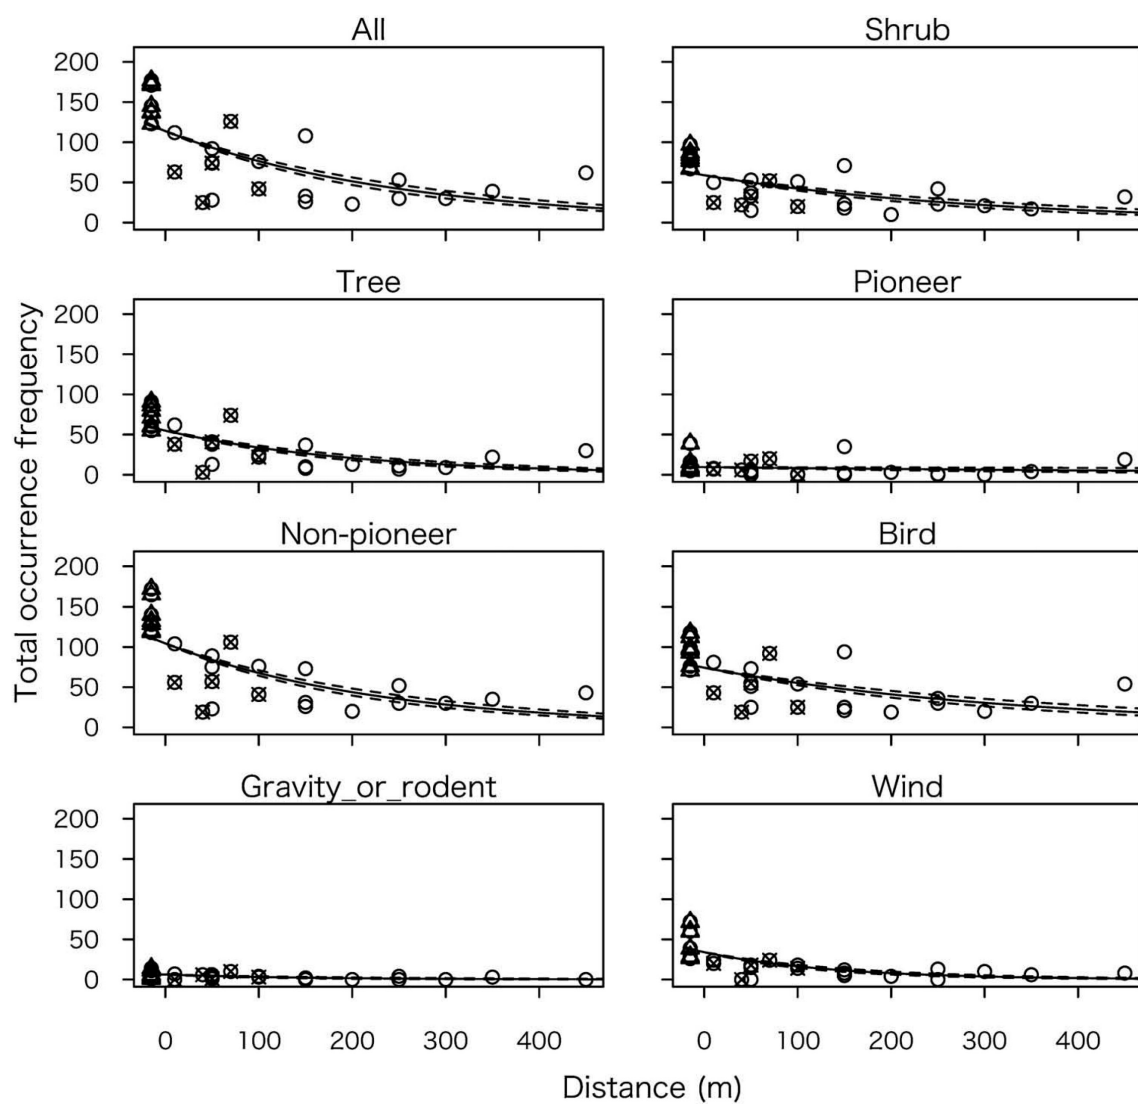 All
Shrub
200
150
100
50
0
Tree
Pioneer
200
150
100
50
0
Non-pioneer
Bird
200
150
100
50
0
Gravity_or_rodent
Wind
200
150
100
50
0
0 100 200 300 400
0 100 200 300 400
Total occurrence frequency
Distance (m)